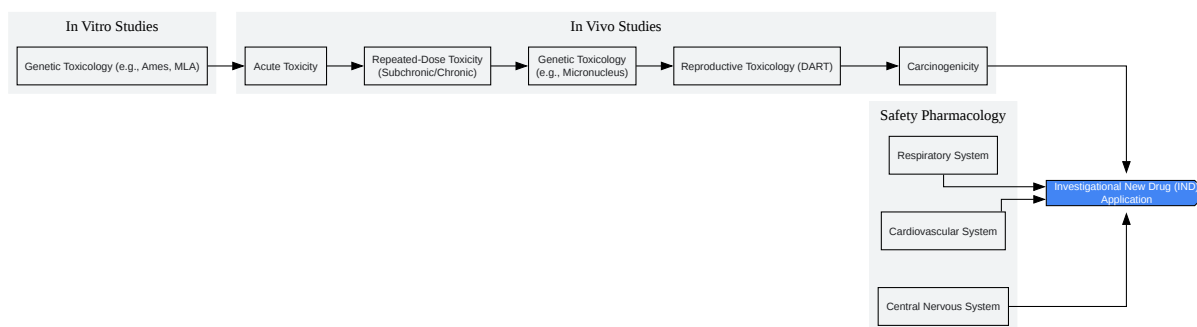 In Vitro Studies
Genetic Toxicology (e.g., Ames, MLA)
In Vivo Studies
Acute Toxicity
Repeated-Dose Toxicity
(Subchronic/Chronic)
Genetic Toxicology
(e.g., Micronucleus)
Reproductive Toxicology (DART)
Carcinogenicity
Safety Pharmacology
Respiratory System
Cardiovascular System
Central Nervous System
Investigational New Drug (IND)
Application